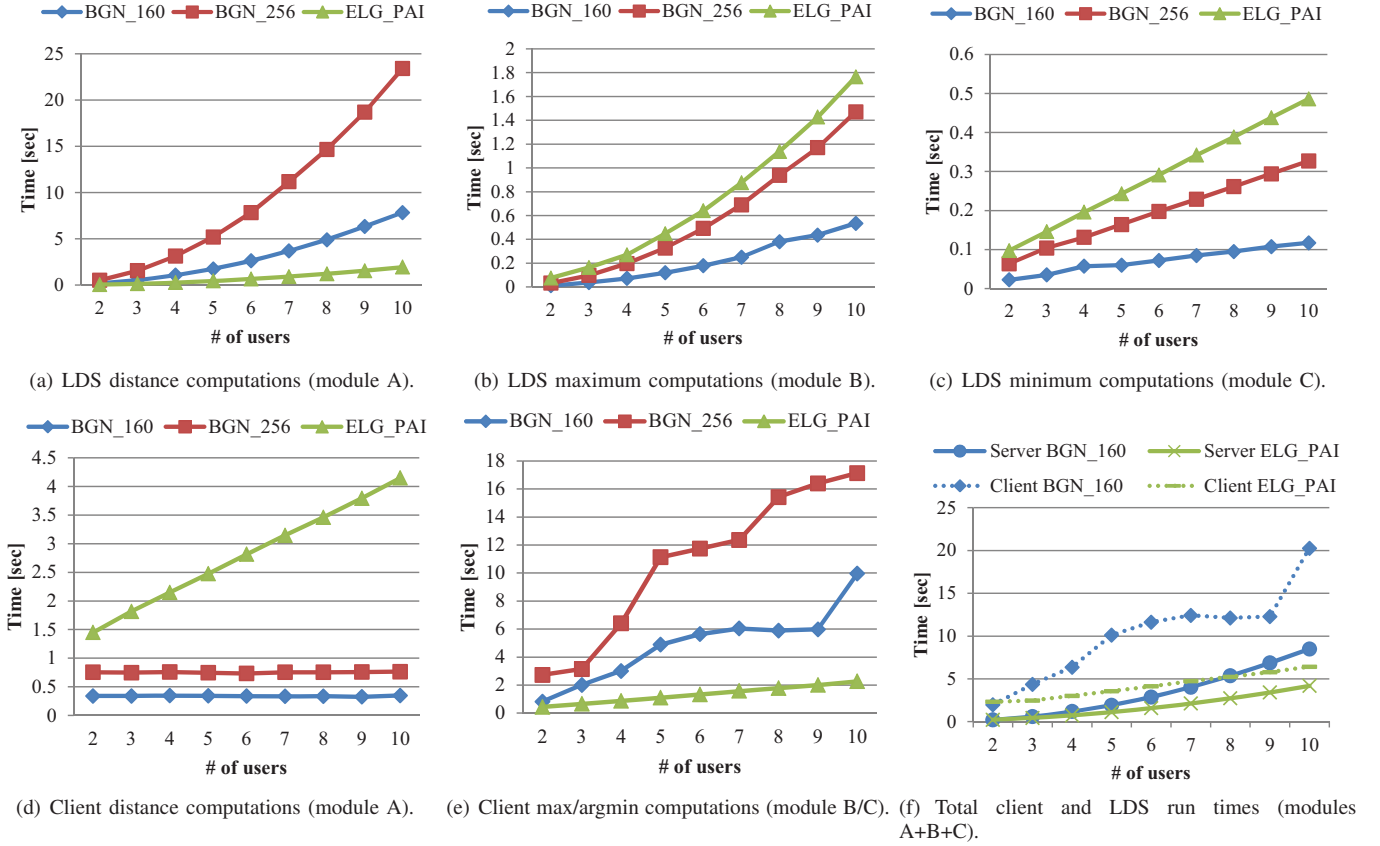 BGN_160 BGN_256 ELG_PAI
25
20
15
10
5
0
Time [sec]
2 3 4 5 6 7 8 9 10
# of users
(a) LDS distance computations (module A).
BGN_160 BGN_256 ELG_PAI
2
1.8
1.6
1.4
1.2
1
0.8
0.6
0.4
0.2
0
Time [sec]
2 3 4 5 6 7 8 9 10
# of users
(b) LDS maximum computations (module B).
BGN_160 BGN_256 ELG_PAI
0.6
0.5
0.4
0.3
0.2
0.1
0
Time [sec]
2 3 4 5 6 7 8 9 10
# of users
(c) LDS minimum computations (module C).
BGN_160 BGN_256 ELG_PAI
4.5
4
3.5
3
2.5
2
1.5
1
0.5
0
Time [sec]
2 3 4 5 6 7 8 9 10
# of users
(d) Client distance computations (module A).
BGN_160 BGN_256 ELG_PAI
18
16
14
12
10
8
6
4
2
0
Time [sec]
2 3 4 5 6 7 8 9 10
# of users
(e) Client max/argmin computations (module B/C).
Server BGN_160 Server ELG_PAI
Client BGN_160 Client ELG_PAI
25
20
15
10
5
0
Time [sec]
2 3 4 5 6 7 8 9 10
# of users
(f) Total client and LDS run times (modules
A+B+C).